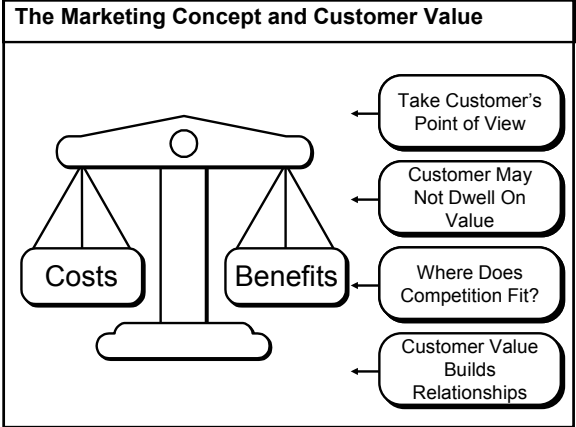 The Marketing Concept and Customer Value
Take Customer’s
Point of View
Customer May
Not Dwell On
Value
Costs
Benefits
Where Does
Competition Fit?
Customer Value
Builds
Relationships